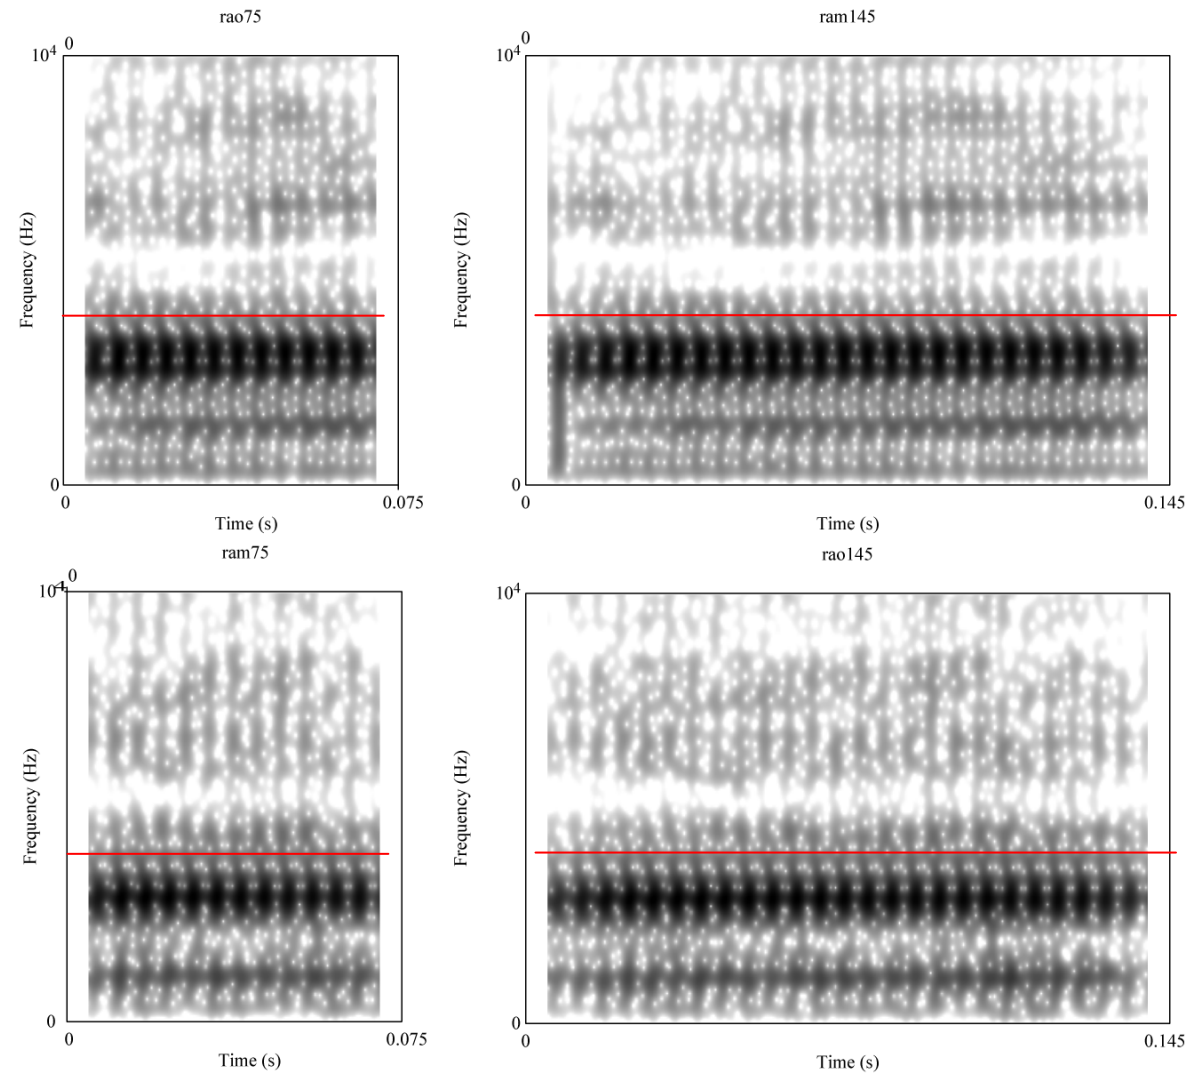 rao75
10⁴ 0
Frequency (Hz)
0
0 0.075
Time (s)
ram145
0
10⁴
Frequency (Hz)
0
0 0.145
Time (s)
ram75
0
Frequency (Hz)
0
0 0.075
Time (s)
rao145
10⁴
Frequency (Hz)
0
0 0.145
Time (s)